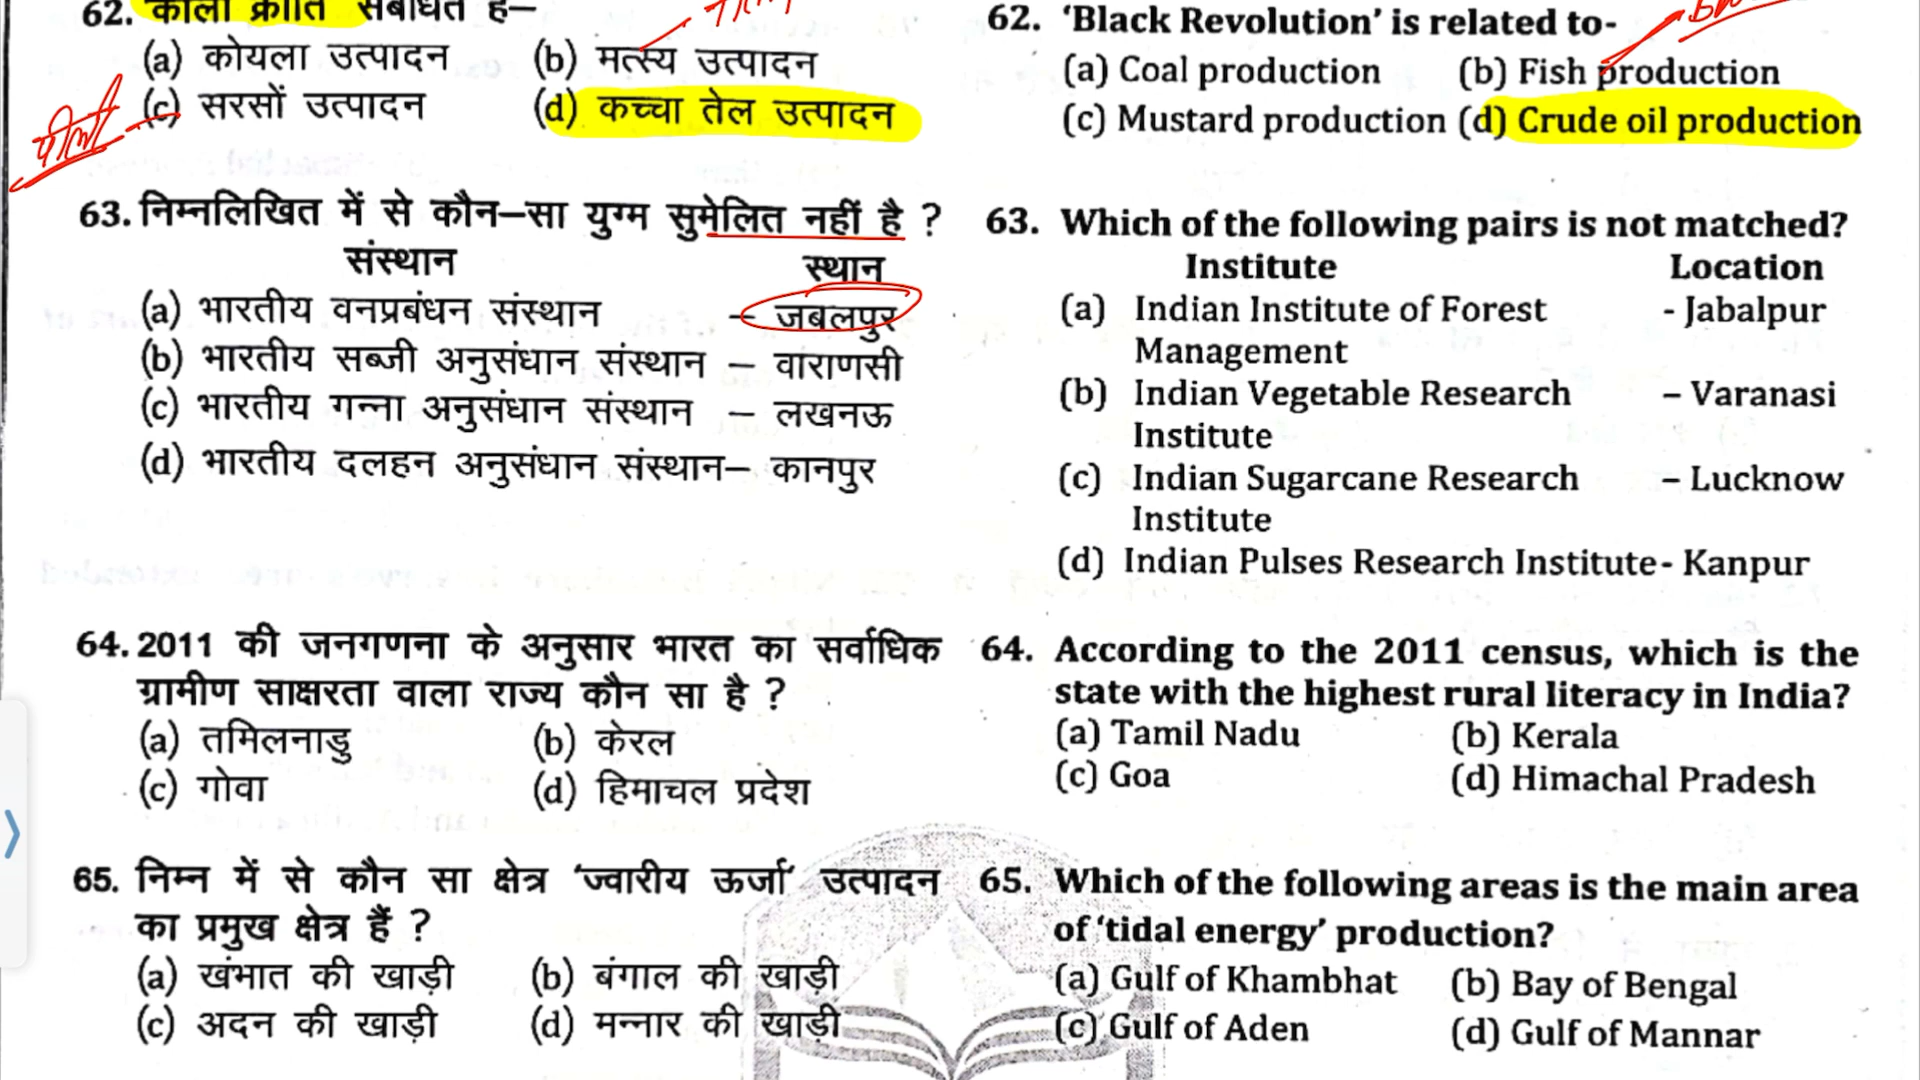 62. 'काला क्रांति' संबंधित है–
(a) कोयला उत्पादन (b) मत्स्य उत्पादन
(c) सरसों उत्पादन (d) कच्चा तेल उत्पादन
पीली
63. निम्नलिखित में से कौन–सा युग्म सुमेलित नहीं है ?
संस्थान स्थान
(a) भारतीय वनप्रबंधन संस्थान – जबलपुर
(b) भारतीय सब्जी अनुसंधान संस्थान – वाराणसी
(c) भारतीय गन्ना अनुसंधान संस्थान – लखनऊ
(d) भारतीय दलहन अनुसंधान संस्थान– कानपुर
64. 2011 की जनगणना के अनुसार भारत का सर्वाधिक
ग्रामीण साक्षरता वाला राज्य कौन सा है ?
(a) तमिलनाडु (b) केरल
(c) गोवा (d) हिमाचल प्रदेश
65. निम्न में से कौन सा क्षेत्र 'ज्वारीय ऊर्जा' उत्पादन
का प्रमुख क्षेत्र हैं ?
(a) खंभात की खाड़ी (b) बंगाल की खाड़ी
(c) अदन की खाड़ी (d) मन्नार की खाड़ी
62. 'Black Revolution' is related to-
(a) Coal production (b) Fish production
(c) Mustard production (d) Crude oil production
63. Which of the following pairs is not matched?
Institute Location
(a) Indian Institute of Forest - Jabalpur
Management
(b) Indian Vegetable Research – Varanasi
Institute
(c) Indian Sugarcane Research – Lucknow
Institute
(d) Indian Pulses Research Institute- Kanpur
64. According to the 2011 census, which is the
state with the highest rural literacy in India?
(a) Tamil Nadu (b) Kerala
(c) Goa (d) Himachal Pradesh
65. Which of the following areas is the main area
of 'tidal energy' production?
(a) Gulf of Khambhat (b) Bay of Bengal
(c) Gulf of Aden (d) Gulf of Mannar